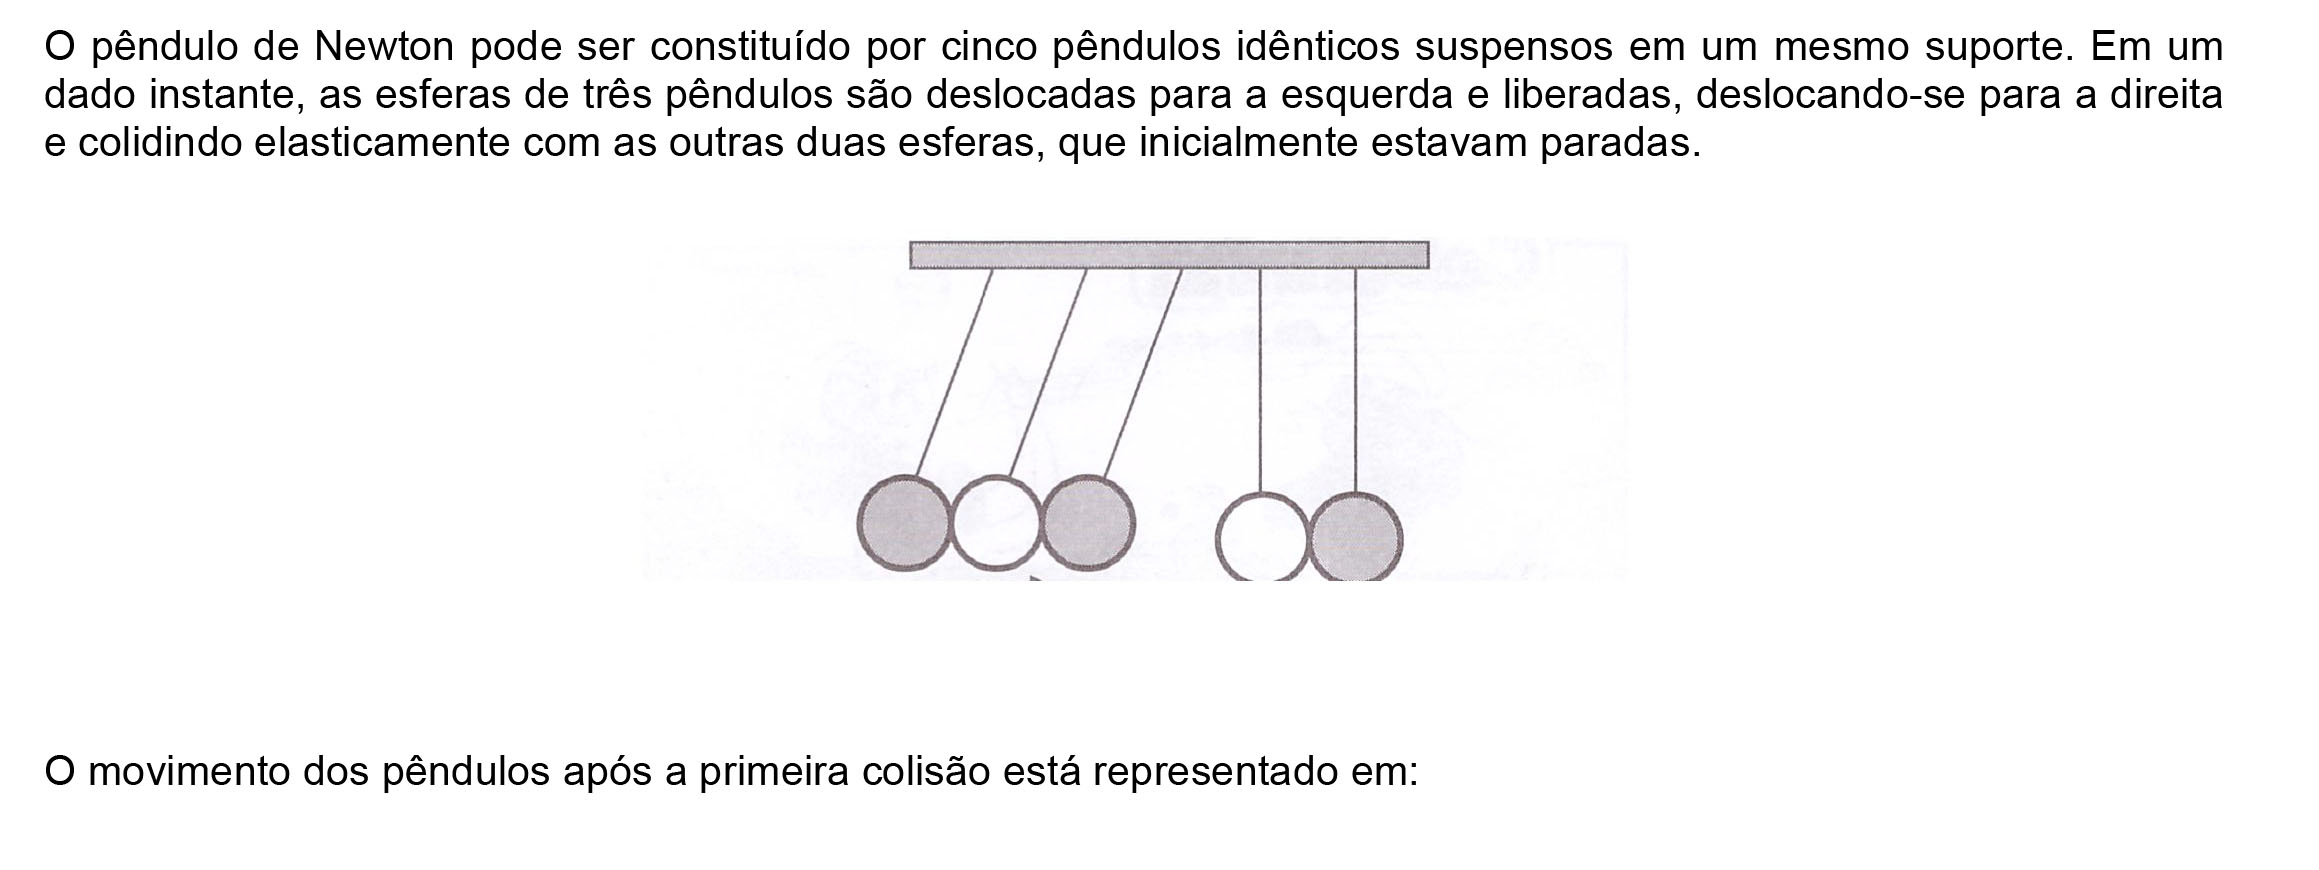 O pêndulo de Newton pode ser constituído por cinco pêndulos idênticos suspensos em um mesmo suporte. Em um
dado instante, as esferas de três pêndulos são deslocadas para a esquerda e liberadas, deslocando-se para a direita
e colidindo elasticamente com as outras duas esferas, que inicialmente estavam paradas.
O movimento dos pêndulos após a primeira colisão está representado em: